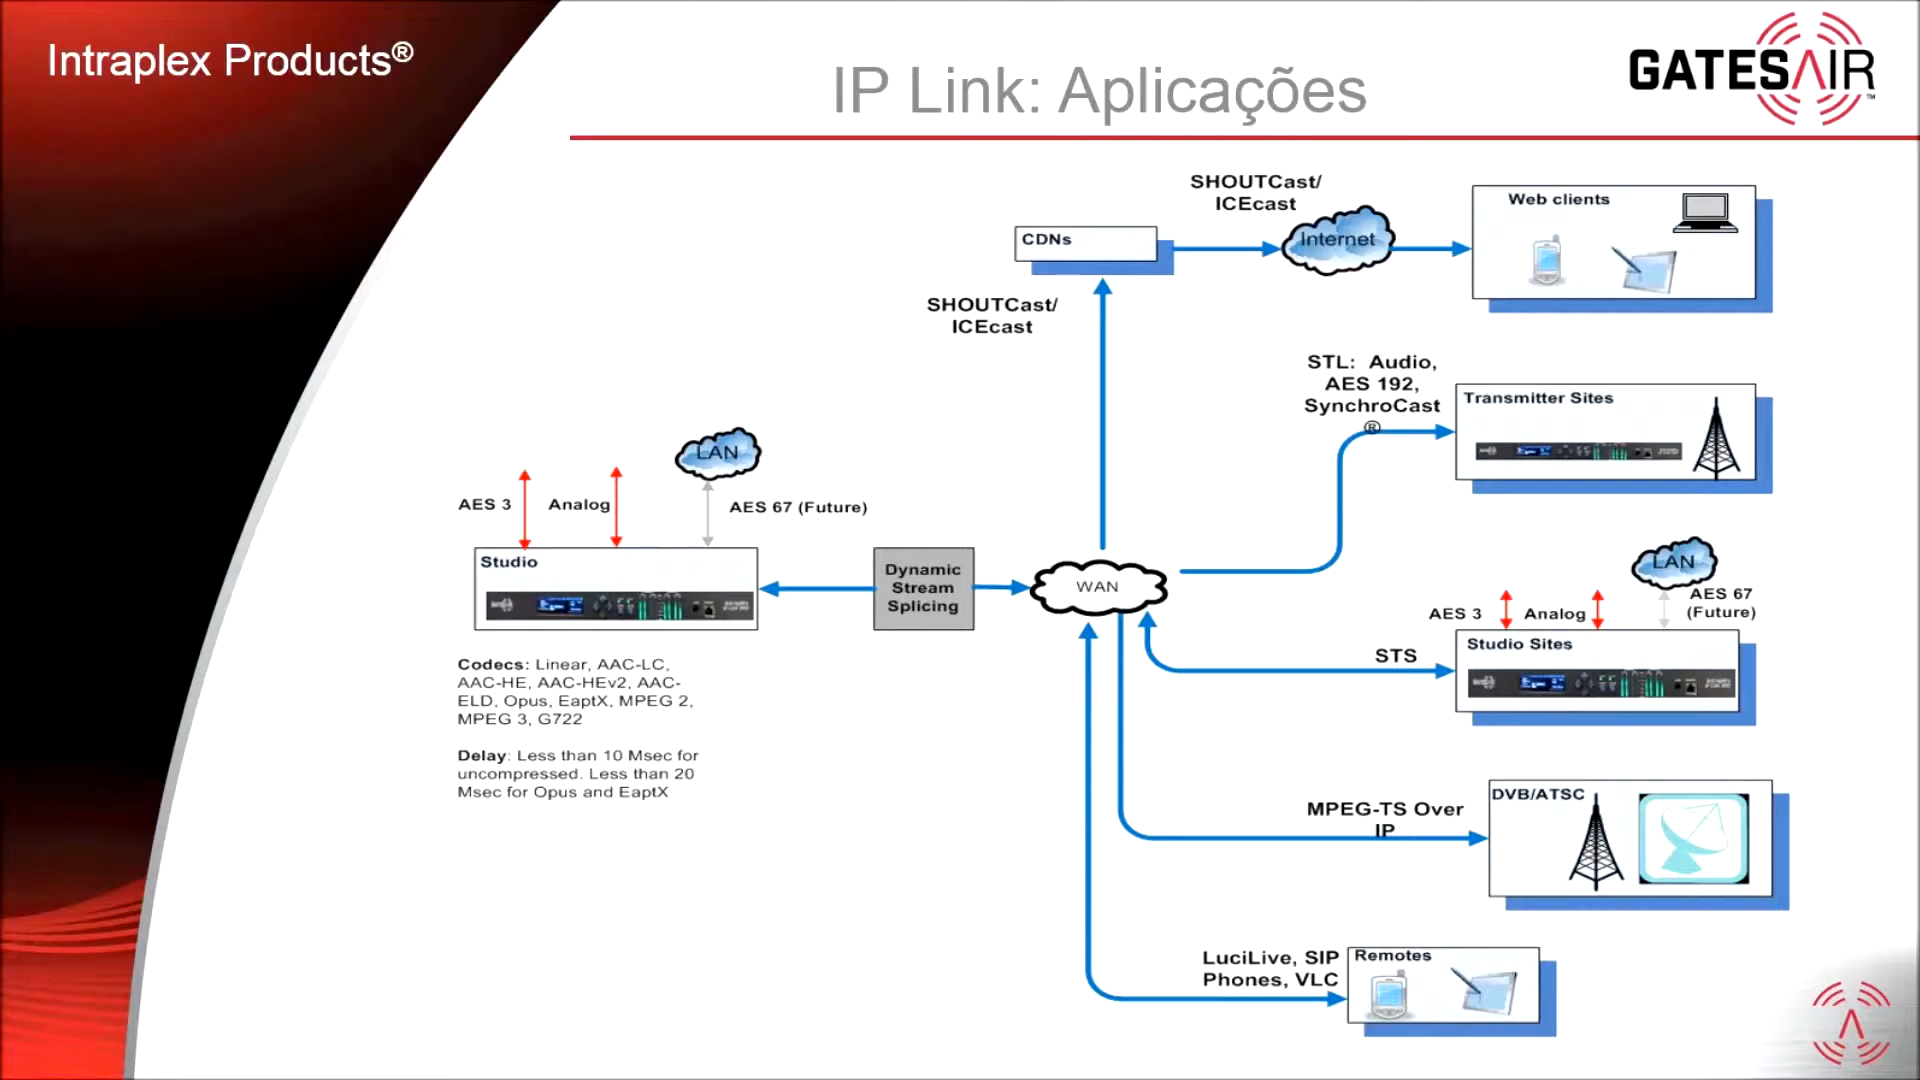 Intraplex Products®
IP Link: Aplicações
GATESAIR™
SHOUTCast/
ICEcast
CDNs
Internet
Web clients
SHOUTCast/
ICEcast
STL: Audio,
AES 192,
SynchroCast
®
Transmitter Sites
LAN
AES 3
Analog
AES 67 (Future)
Studio
Dynamic
Stream
Splicing
WAN
LAN
AES 67
(Future)
AES 3
Analog
STS
Studio Sites
Codecs: Linear, AAC-LC,
AAC-HE, AAC-HEv2, AAC-
ELD, Opus, EaptX, MPEG 2,
MPEG 3, G722
Delay: Less than 10 Msec for
uncompressed. Less than 20
Msec for Opus and EaptX
MPEG-TS Over
IP
DVB/ATSC
LuciLive, SIP
Phones, VLC
Remotes